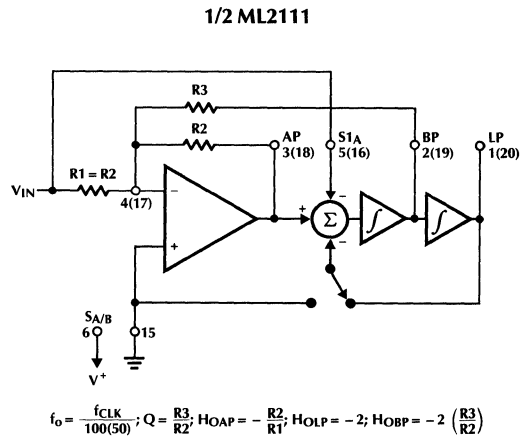 1/2 ML2111
R3
R2
AP
3(18)
S1A
5(16)
BP
2(19)
LP
1(20)
R1 = R2
VIN
4(17)
−
+
+
−
Σ
−
∫
∫
SA/B
6
15
V+
fo = fCLK / 100(50) ; Q = R3 / R2 ; HOAP = − R2 / R1 ; HOLP = −2; HOBP = −2 (R3 / R2)